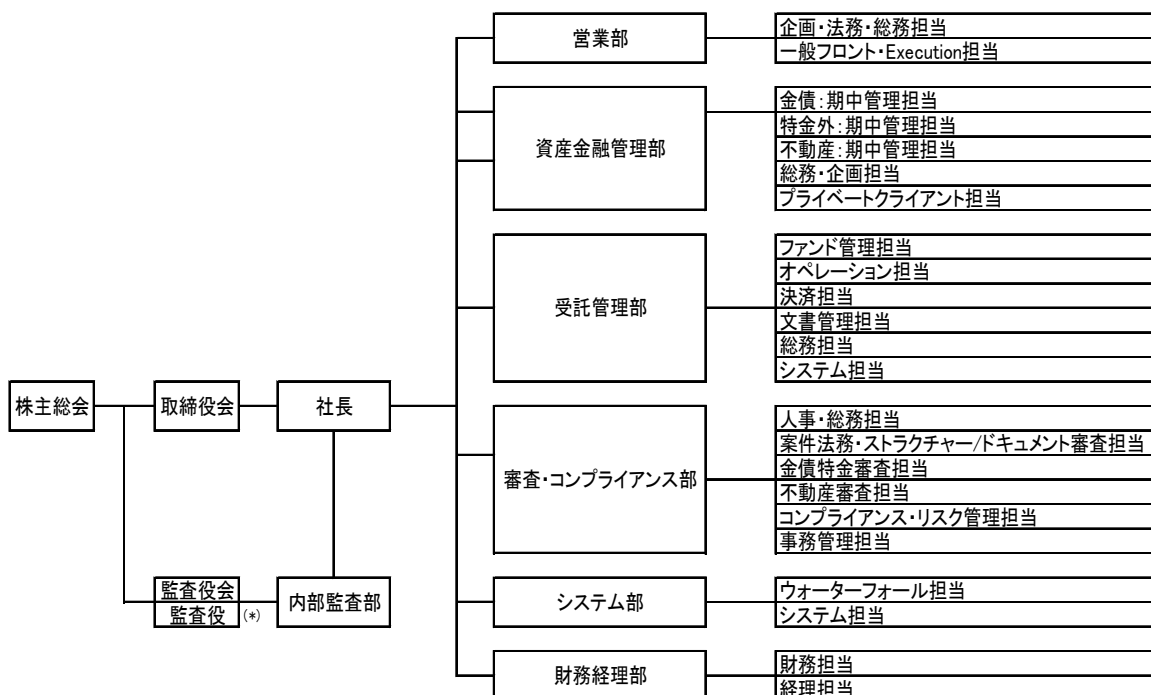 営業部
企画・法務・総務担当
一般フロント・Execution担当
資産金融管理部
金債:期中管理担当
特金外:期中管理担当
不動産:期中管理担当
総務・企画担当
プライベートクライアント担当
受託管理部
ファンド管理担当
オペレーション担当
決済担当
文書管理担当
総務担当
システム担当
株主総会
取締役会
社長
審査・コンプライアンス部
人事・総務担当
案件法務・ストラクチャー/ドキュメント審査担当
金債特金審査担当
不動産審査担当
コンプライアンス・リスク管理担当
事務管理担当
監査役会
監査役 (*)
内部監査部
システム部
ウォーターフォール担当
システム担当
財務経理部
財務担当
経理担当